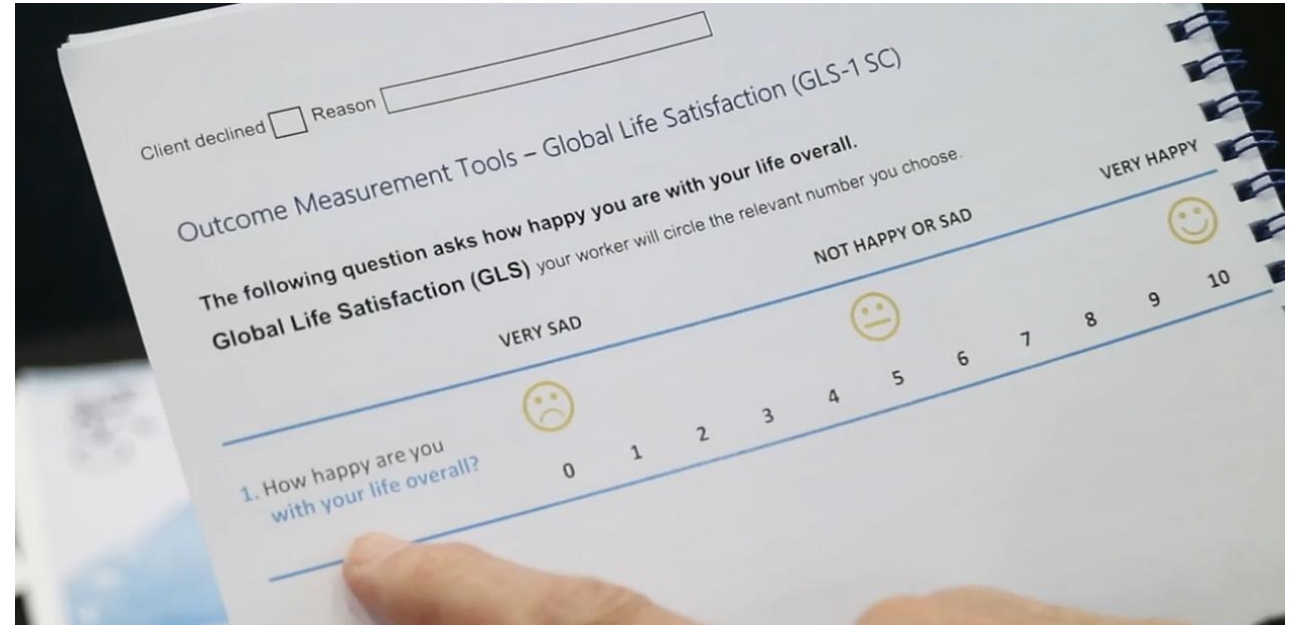 Client declined Reason
Outcome Measurement Tools – Global Life Satisfaction (GLS-1 SC)
The following question asks how happy you are with your life overall.
Global Life Satisfaction (GLS) your worker will circle the relevant number you choose.
VERY SAD NOT HAPPY OR SAD VERY HAPPY
1. How happy are you
with your life overall?
0 1 2 3 4 5 6 7 8 9 10